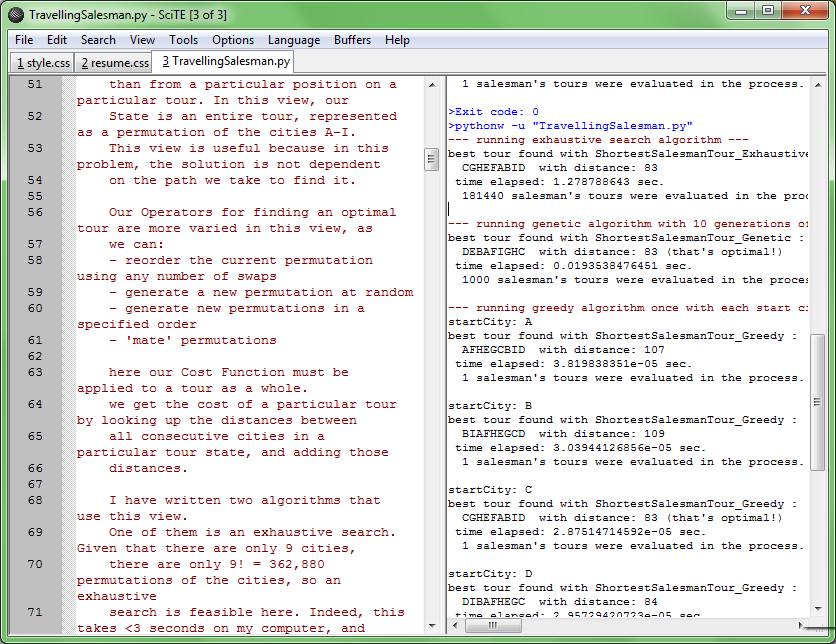 TravellingSalesman.py - SciTE [3 of 3]
File Edit Search View Tools Options Language Buffers Help
1 style.css 2 resume.css 3 TravellingSalesman.py
51 than from a particular position on a
particular tour. In this view, our
52 State is an entire tour, represented
as a permutation of the cities A-I.
53 This view is useful because in this
problem, the solution is not dependent
54 on the path we take to find it.
55
56 Our Operators for finding an optimal
tour are more varied in this view, as
57 we can:
58 - reorder the current permutation
using any number of swaps
59 - generate a new permutation at random
60 - generate new permutations in a
specified order
61 - 'mate' permutations
62
63 here our Cost Function must be
applied to a tour as a whole.
64 we get the cost of a particular tour
by looking up the distances between
65 all consecutive cities in a
particular tour state, and adding those
66 distances.
67
68 I have written two algorithms that
use this view.
69 One of them is an exhaustive search.
Given that there are only 9 cities,
70 there are only 9! = 362,880
permutations of the cities, so an
exhaustive
71 search is feasible here. Indeed, this
takes <3 seconds on my computer, and
1 salesman's tours were evaluated in the process.
>Exit code: 0
>pythonw -u "TravellingSalesman.py"
--- running exhaustive search algorithm ---
best tour found with ShortestSalesmanTour_Exhaustive
CGHEFABID with distance: 83
time elapsed: 1.278788643 sec.
181440 salesman's tours were evaluated in the proc
--- running genetic algorithm with 10 generations of
best tour found with ShortestSalesmanTour_Genetic :
DEBAFIGHC with distance: 83 (that's optimal!)
time elapsed: 0.0193538476451 sec.
1000 salesman's tours were evaluated in the proces
--- running greedy algorithm once with each start ci
startCity: A
best tour found with ShortestSalesmanTour_Greedy :
AFHEGCBID with distance: 107
time elapsed: 3.819838351e-05 sec.
1 salesman's tours were evaluated in the process.
startCity: B
best tour found with ShortestSalesmanTour_Greedy :
BIAFHEGCD with distance: 109
time elapsed: 3.03944126856e-05 sec.
1 salesman's tours were evaluated in the process.
startCity: C
best tour found with ShortestSalesmanTour_Greedy :
CGHEFABID with distance: 83 (that's optimal!)
time elapsed: 2.87514714592e-05 sec.
1 salesman's tours were evaluated in the process.
startCity: D
best tour found with ShortestSalesmanTour_Greedy :
DIBAFHEGC with distance: 84
time elapsed: 2.95729420723e-05 sec.